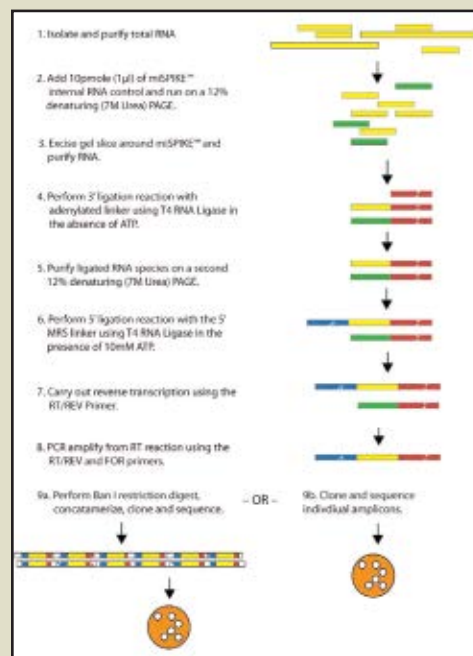 1. Isolate and purify total RNA
2. Add 10pmole (1µl) of miSPIKE™
internal RNA control and run on a 12%
denaturing (7M Urea) PAGE.
3. Excise gel slice around miSPIKE™ and
purify RNA.
4. Perform 3' ligation reaction with
adenylated linker using T4 RNA Ligase in
the absence of ATP.
5. Purify ligated RNA species on a second
12% denaturing (7M Urea) PAGE.
6. Perform 5' ligation reaction with the 5'
MRS linker using T4 RNA Ligase in the
presence of 10mM ATP.
7. Carry out reverse transcription using the
RT/REV Primer.
8. PCR amplify from RT reaction using the
RT/REV and FOR primers.
9a. Perform Ban I restriction digest,
concatamerize, clone and sequence.
– OR –
9b. Clone and sequence
indivdiual amplicons.